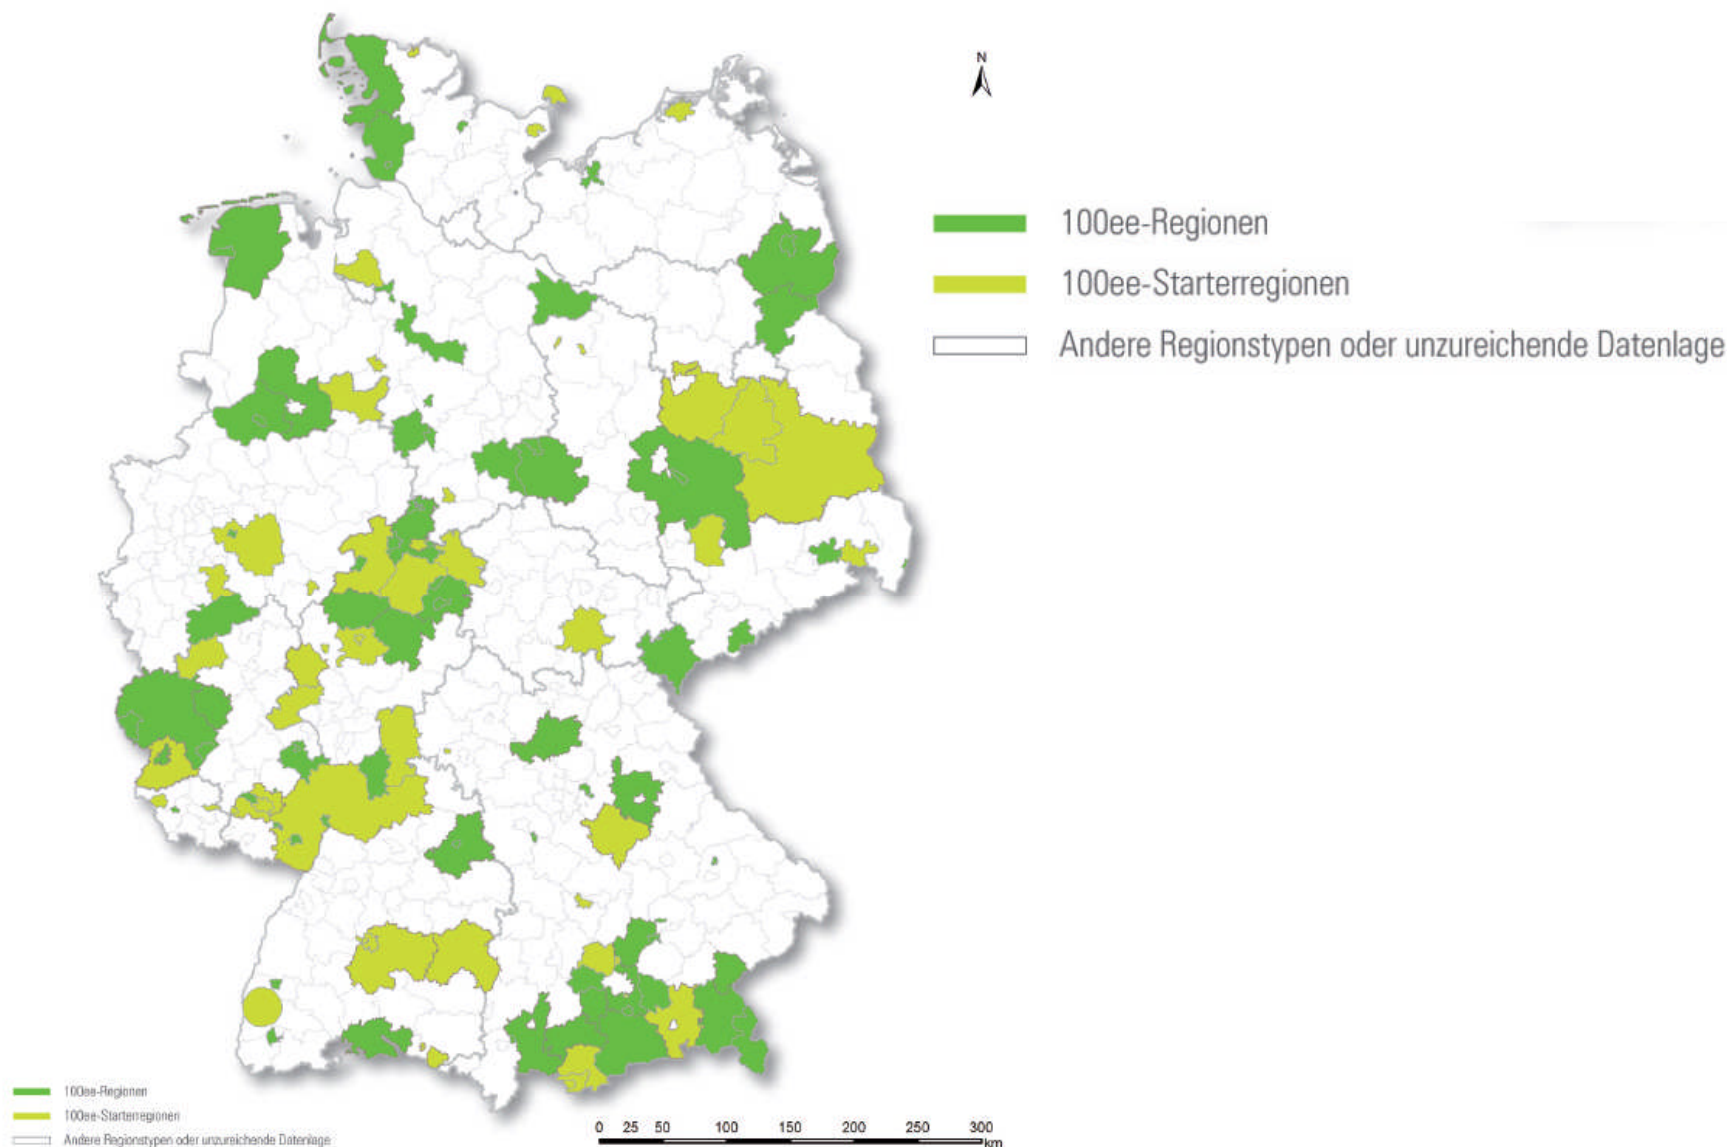 N
100ee-Regionen
100ee-Starterregionen
Andere Regionstypen oder unzureichende Datenlage
100ee-Regionen
100ee-Starterregionen
Andere Regionstypen oder unzureichende Datenlage
0 25 50 100 150 200 250 300
km